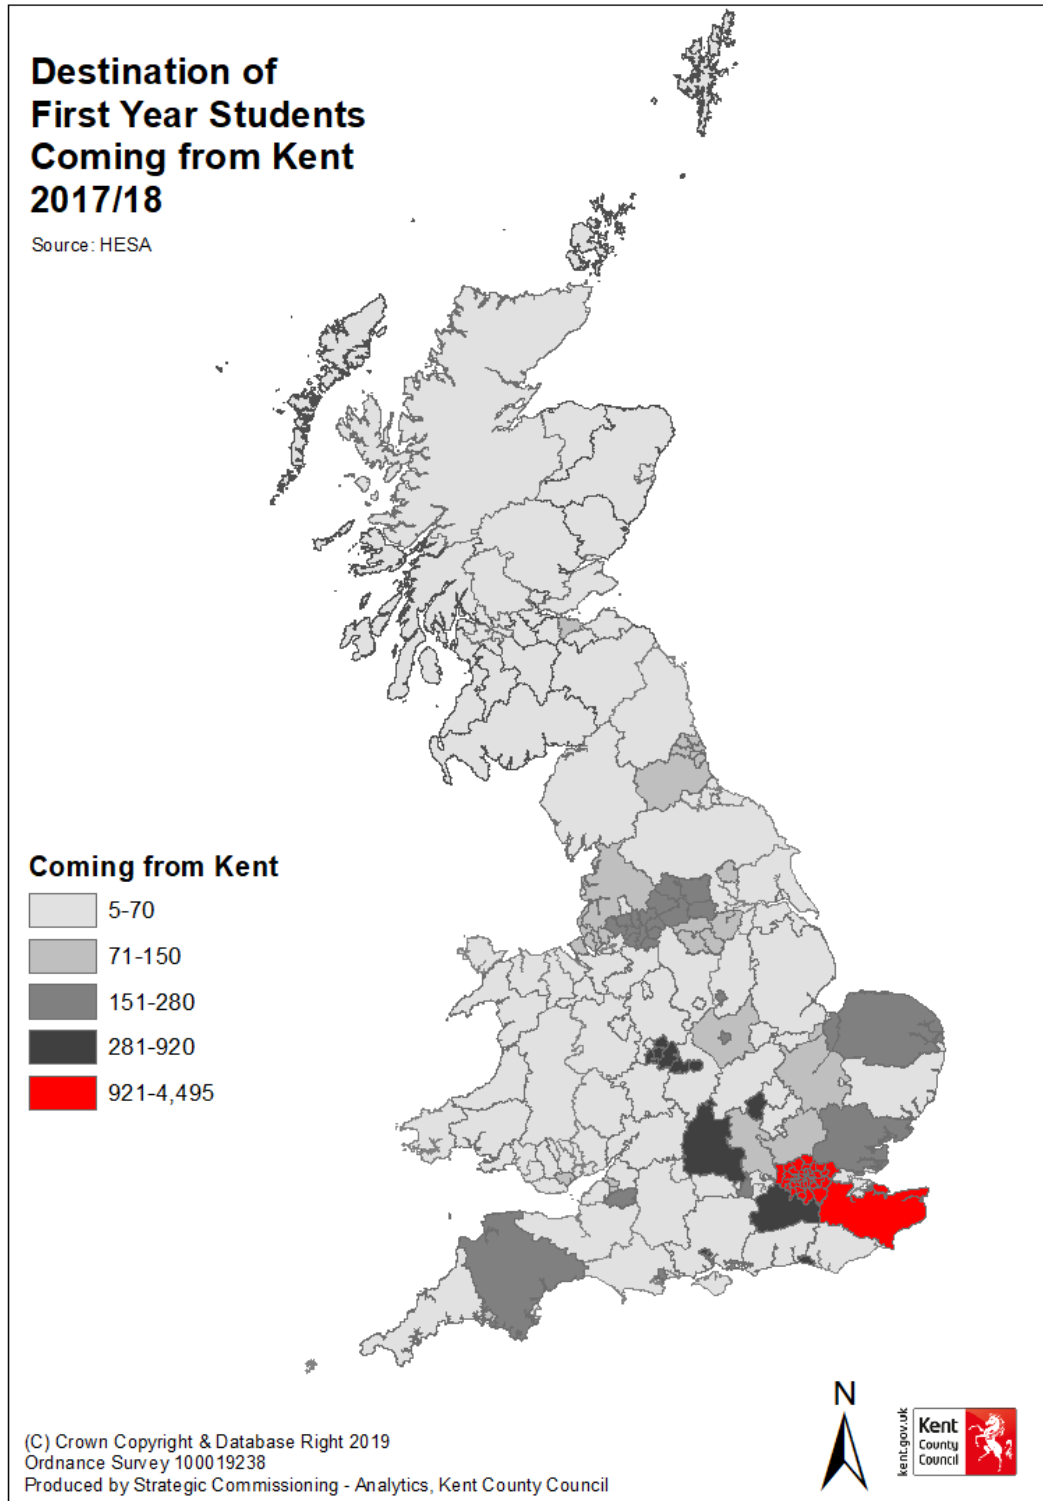 Destination of
First Year Students
Coming from Kent
2017/18
Source: HESA
Coming from Kent
5-70
71-150
151-280
281-920
921-4,495
N
kent.gov.uk
Kent
County
Council
(C) Crown Copyright & Database Right 2019
Ordnance Survey 100019238
Produced by Strategic Commissioning - Analytics, Kent County Council